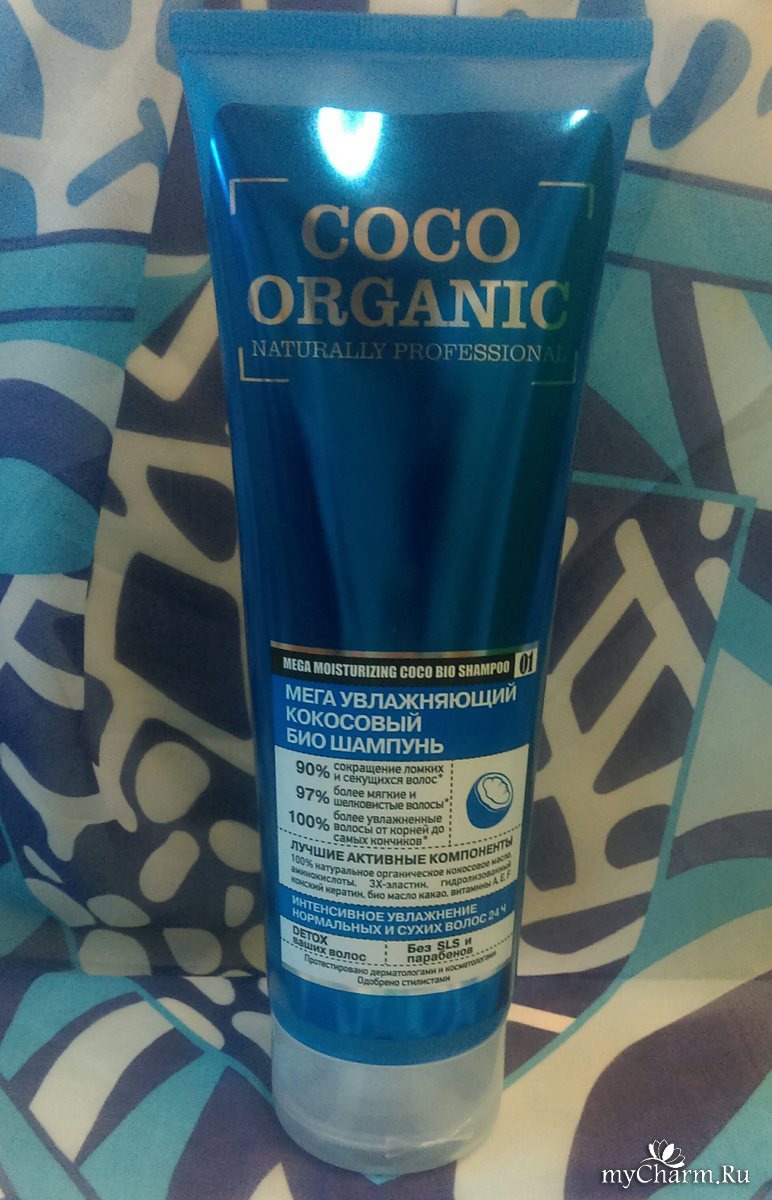 COCO
ORGANIC
NATURALLY PROFESSIONAL
MEGA MOISTURIZING COCO BIO SHAMPOO 01
МЕГА УВЛАЖНЯЮЩИЙ
КОКОСОВЫЙ
БИО ШАМПУНЬ
90% сокращение ломких
и секущихся волос*
97% более мягкие и
шелковистые волосы*
100% более увлажненные
волосы от корней до
самых кончиков*
ЛУЧШИЕ АКТИВНЫЕ КОМПОНЕНТЫ
100% натуральное органическое кокосовое масло,
аминокислоты, 3X-эластин, гидролизованный
конский кератин, био масло какао, витамины A, E, F
ИНТЕНСИВНОЕ УВЛАЖНЕНИЕ
НОРМАЛЬНЫХ И СУХИХ ВОЛОС 24 Ч
DETOX
ваших волос
Без SLS и
парабенов
Протестировано дерматологами и косметологами
Одобрено стилистами
myCharm.Ru